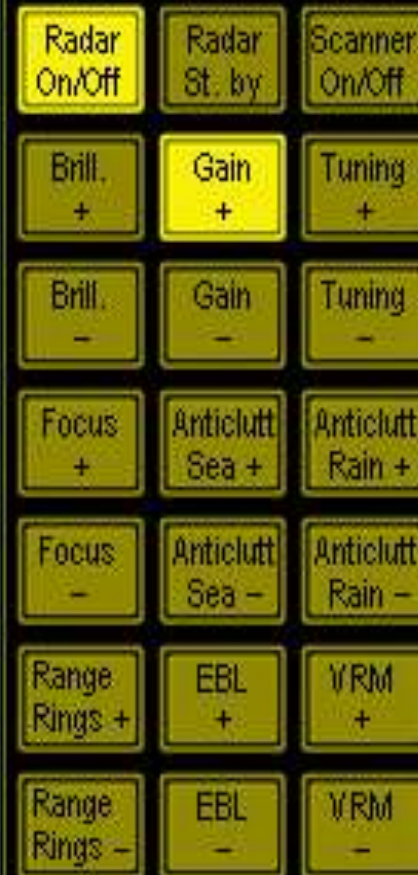 Radar
On/Off
Radar
St. by
Scanner
On/Off
Brill.
+
Gain
+
Tuning
+
Brill.
–
Gain
–
Tuning
–
Focus
+
Anticlutt
Sea +
Anticlutt
Rain +
Focus
–
Anticlutt
Sea –
Anticlutt
Rain –
Range
Rings +
EBL
+
VRM
+
Range
Rings –
EBL
–
VRM
–